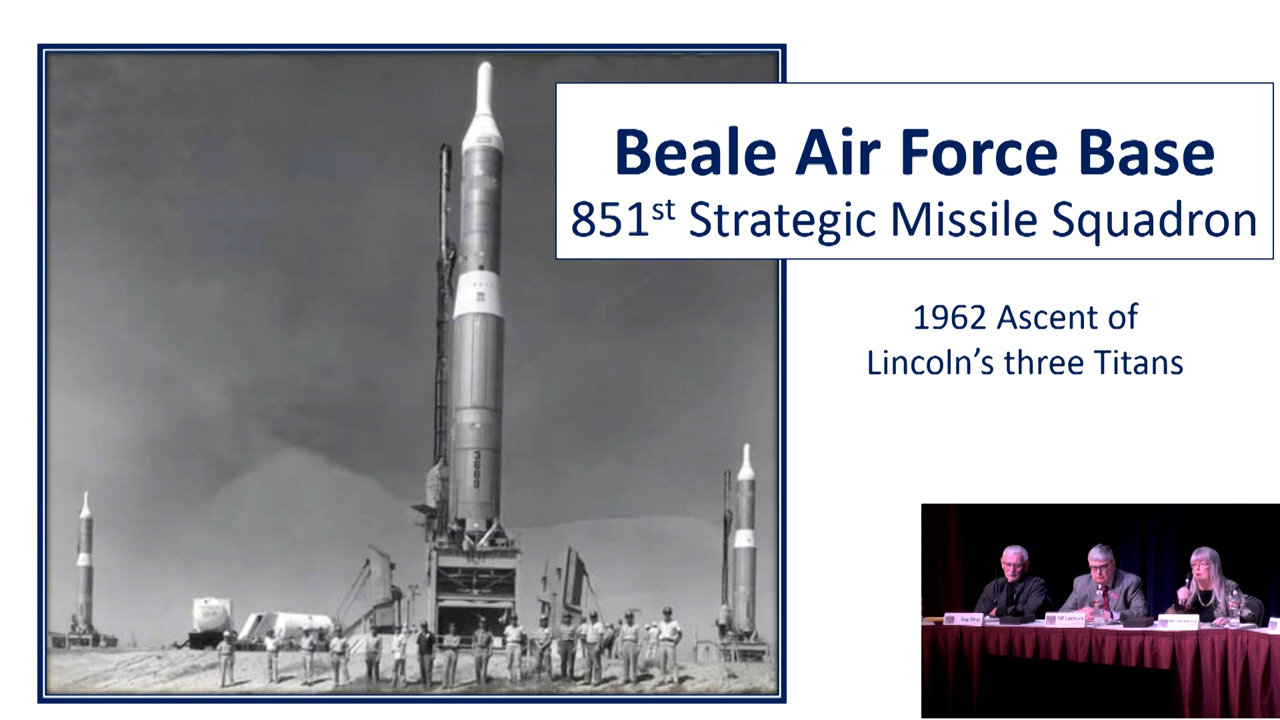 Beale Air Force Base
851st Strategic Missile Squadron
1962 Ascent of
Lincoln's three Titans